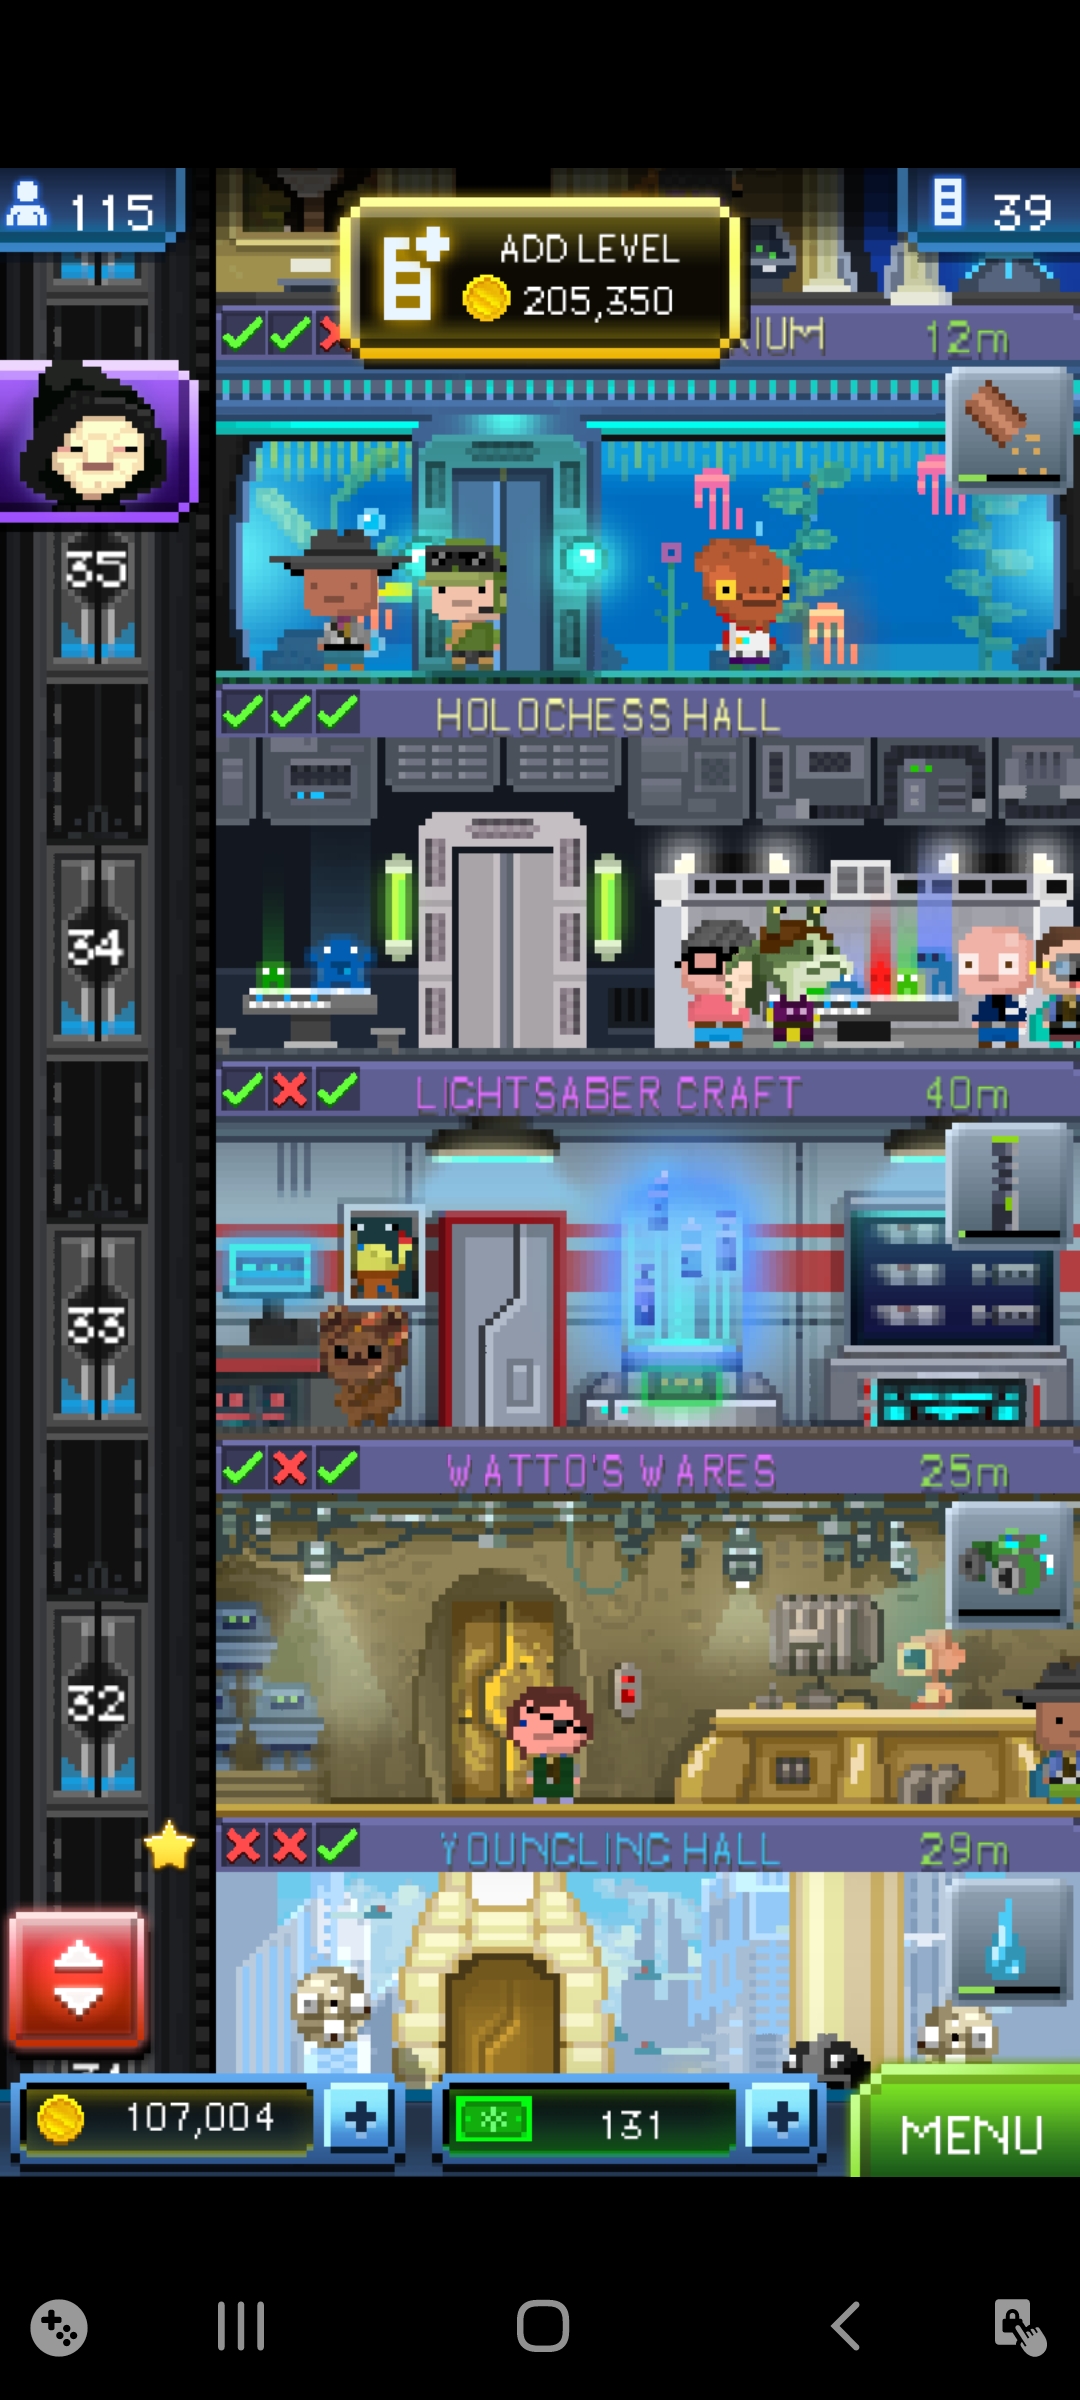 115
39
ADD LEVEL
205,350
RIUM 12m
35
HOLOCHESS HALL
34
LIGHTSABER CRAFT 40m
33
WATTO'S WARES 25m
32
YOUNGLING HALL 29m
107,004
131
MENU